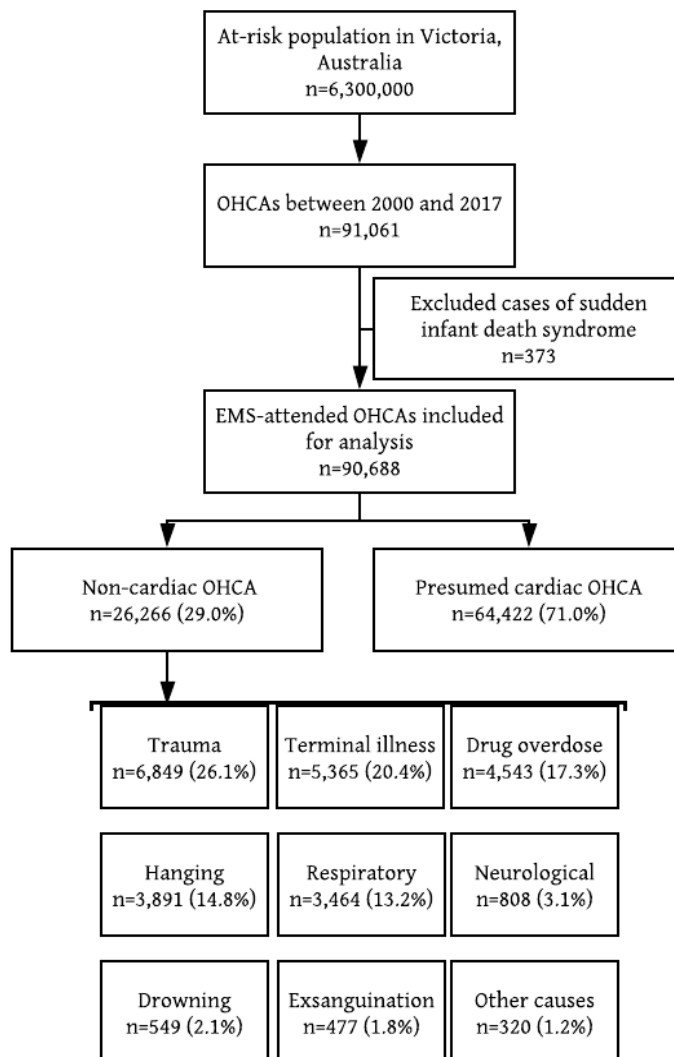 At-risk population in Victoria,
Australia
n=6,300,000
OHCAs between 2000 and 2017
n=91,061
Excluded cases of sudden
infant death syndrome
n=373
EMS-attended OHCAs included
for analysis
n=90,688
Non-cardiac OHCA
n=26,266 (29.0%)
Presumed cardiac OHCA
n=64,422 (71.0%)
Trauma
n=6,849 (26.1%)
Terminal illness
n=5,365 (20.4%)
Drug overdose
n=4,543 (17.3%)
Hanging
n=3,891 (14.8%)
Respiratory
n=3,464 (13.2%)
Neurological
n=808 (3.1%)
Drowning
n=549 (2.1%)
Exsanguination
n=477 (1.8%)
Other causes
n=320 (1.2%)